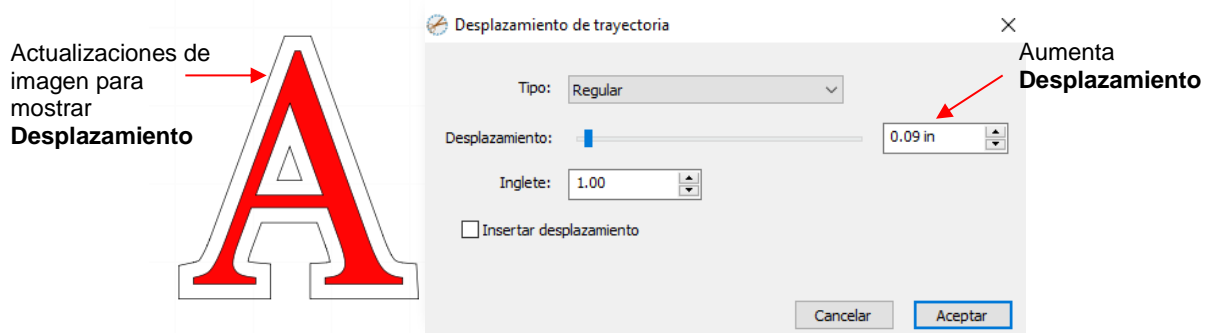 Actualizaciones de
imagen para
mostrar
Desplazamiento
Desplazamiento de trayectoria
Tipo: Regular
Desplazamiento: 0.09 in
Inglete: 1.00
Insertar desplazamiento
Cancelar Aceptar
Aumenta
Desplazamiento
A